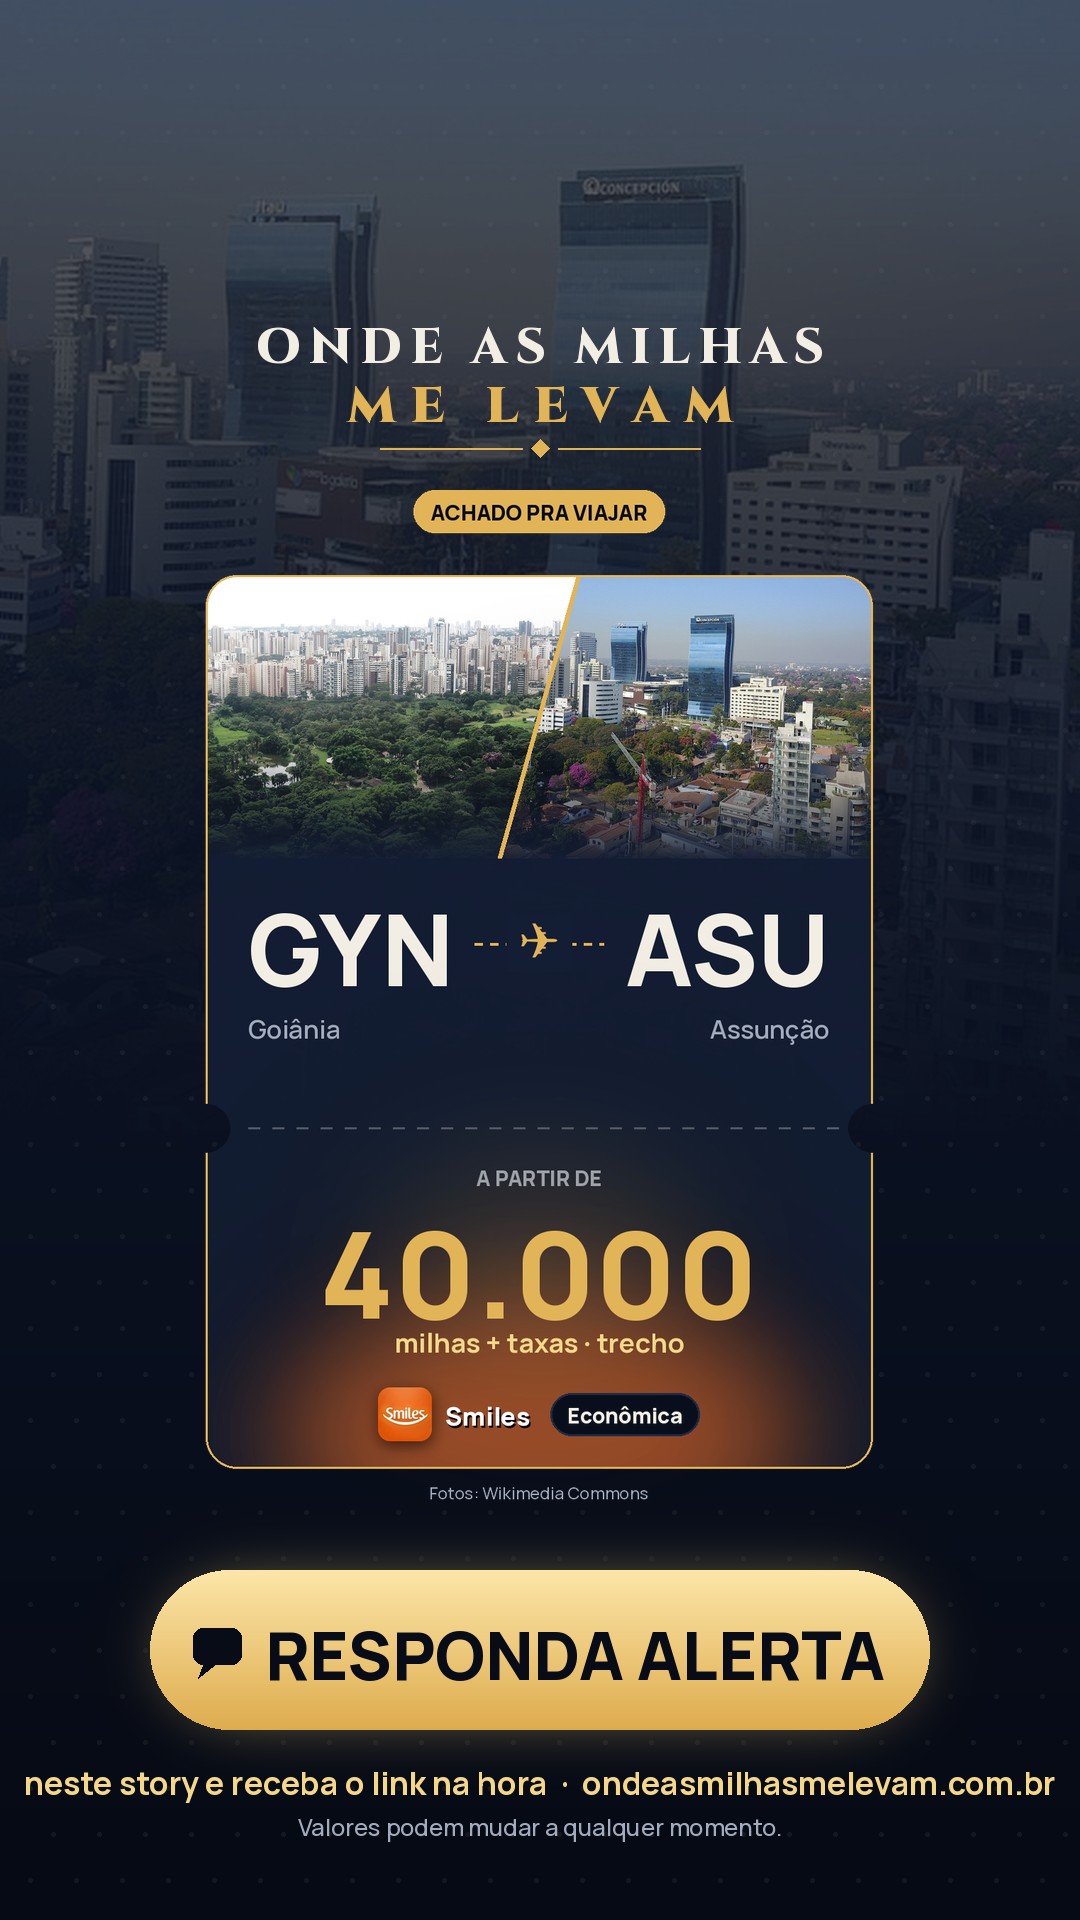 Itaú
CONCEPCIÓN
ONDE AS MILHAS
ME LEVAM
ACHADO PRA VIAJAR
GYN
ASU
Goiânia
Assunção
A PARTIR DE
40.000
milhas + taxas · trecho
Smiles
Smiles
Econômica
Fotos: Wikimedia Commons
RESPONDA ALERTA
neste story e receba o link na hora · ondeasmilhasmelevam.com.br
Valores podem mudar a qualquer momento.